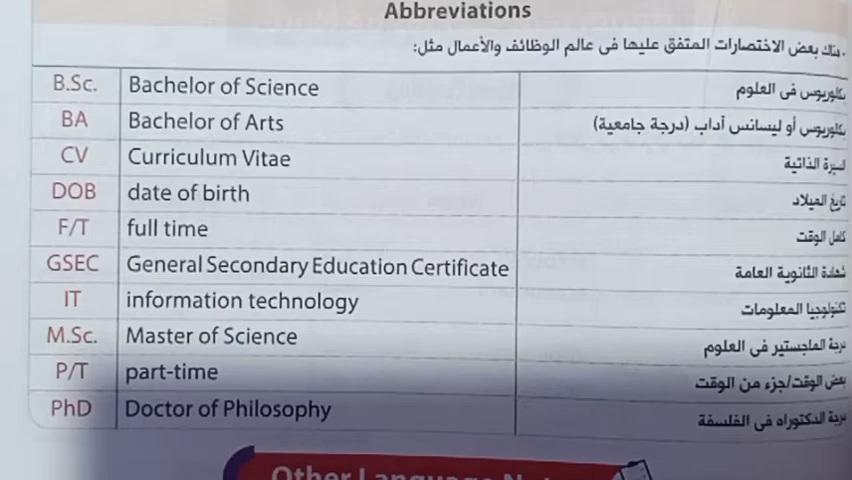 Abbreviations
هناك بعض الاختصارات المتفق عليها فى عالم الوظائف والأعمال مثل:
B.Sc. Bachelor of Science بكلوريوس فى العلوم
BA Bachelor of Arts بكلوريوس أو ليسانس آداب (درجة جامعية)
CV Curriculum Vitae السيرة الذاتية
DOB date of birth تاريخ الميلاد
F/T full time كامل الوقت
GSEC General Secondary Education Certificate شهادة الثانوية العامة
IT information technology تكنولوجيا المعلومات
M.Sc. Master of Science درجة الماجستير فى العلوم
P/T part-time بعض الوقت/جزء من الوقت
PhD Doctor of Philosophy درجة الدكتوراه فى الفلسفة
Other Language